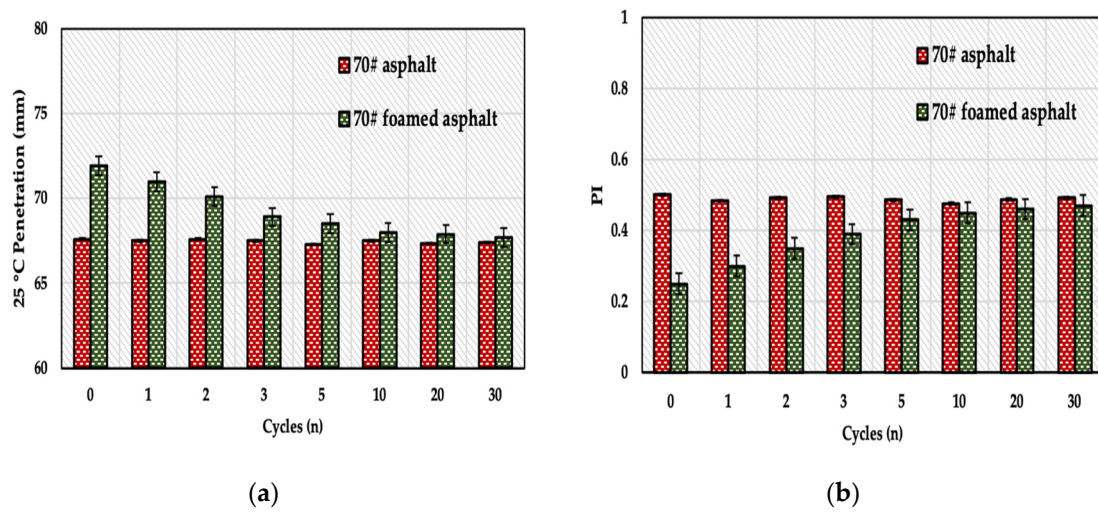 80
75
70
65
60
25 °C Penetration (mm)
70# asphalt
70# foamed asphalt
0 1 2 3 5 10 20 30
Cycles (n)
(a)
1
0.8
0.6
0.4
0.2
0
PI
70# asphalt
70# foamed asphalt
0 1 2 3 5 10 20 30
Cycles (n)
(b)